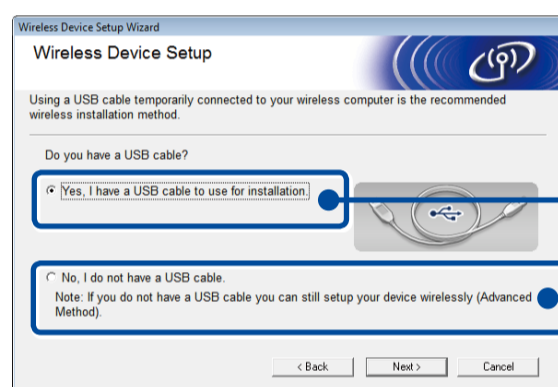 Wireless Device Setup Wizard
Wireless Device Setup
Using a USB cable temporarily connected to your wireless computer is the recommended
wireless installation method.
Do you have a USB cable?
Yes, I have a USB cable to use for installation.
No, I do not have a USB cable.
Note: If you do not have a USB cable you can still setup your device wirelessly (Advanced
Method).
< Back
Next >
Cancel